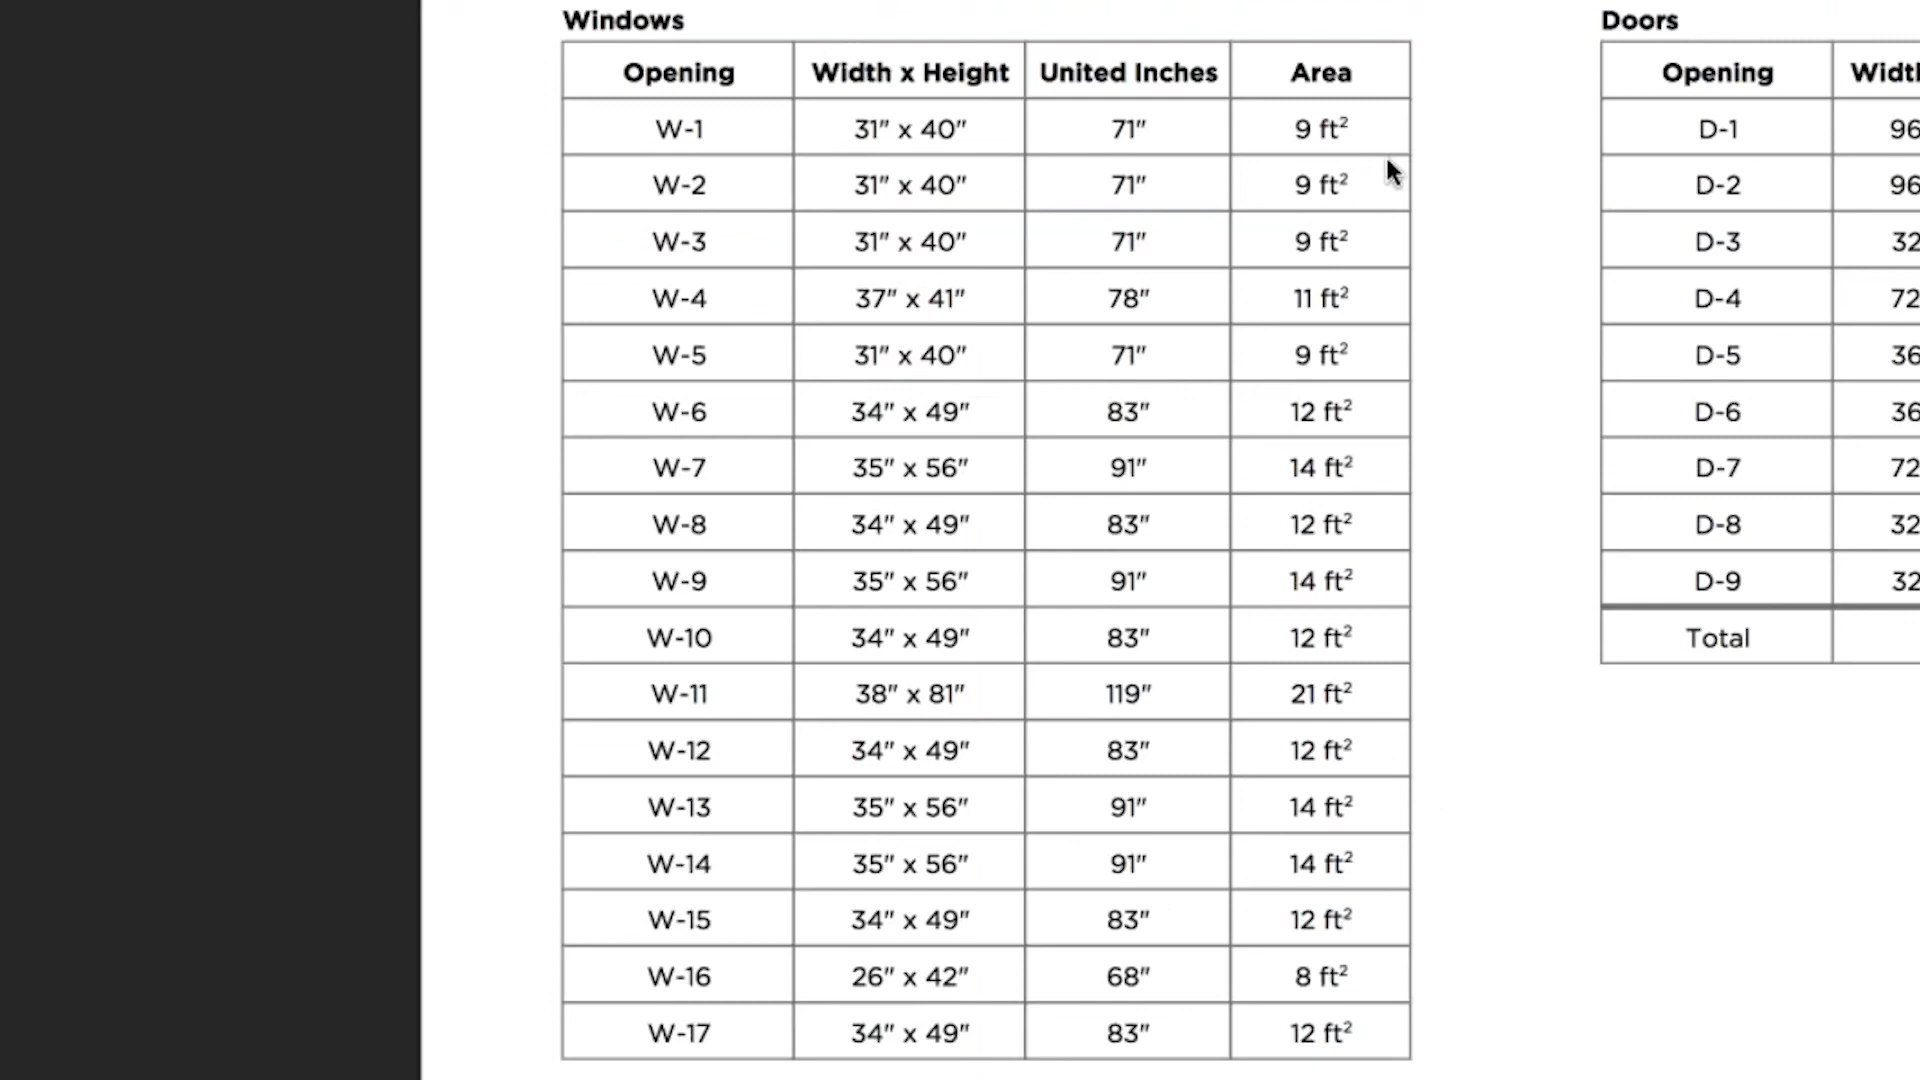 Windows
Opening Width x Height United Inches Area
W-1 31" x 40" 71" 9 ft²
W-2 31" x 40" 71" 9 ft²
W-3 31" x 40" 71" 9 ft²
W-4 37" x 41" 78" 11 ft²
W-5 31" x 40" 71" 9 ft²
W-6 34" x 49" 83" 12 ft²
W-7 35" x 56" 91" 14 ft²
W-8 34" x 49" 83" 12 ft²
W-9 35" x 56" 91" 14 ft²
W-10 34" x 49" 83" 12 ft²
W-11 38" x 81" 119" 21 ft²
W-12 34" x 49" 83" 12 ft²
W-13 35" x 56" 91" 14 ft²
W-14 35" x 56" 91" 14 ft²
W-15 34" x 49" 83" 12 ft²
W-16 26" x 42" 68" 8 ft²
W-17 34" x 49" 83" 12 ft²
Doors
Opening
D-1 96
D-2 96
D-3 32
D-4 72
D-5 36
D-6 36
D-7 72
D-8 32
D-9 32
Total